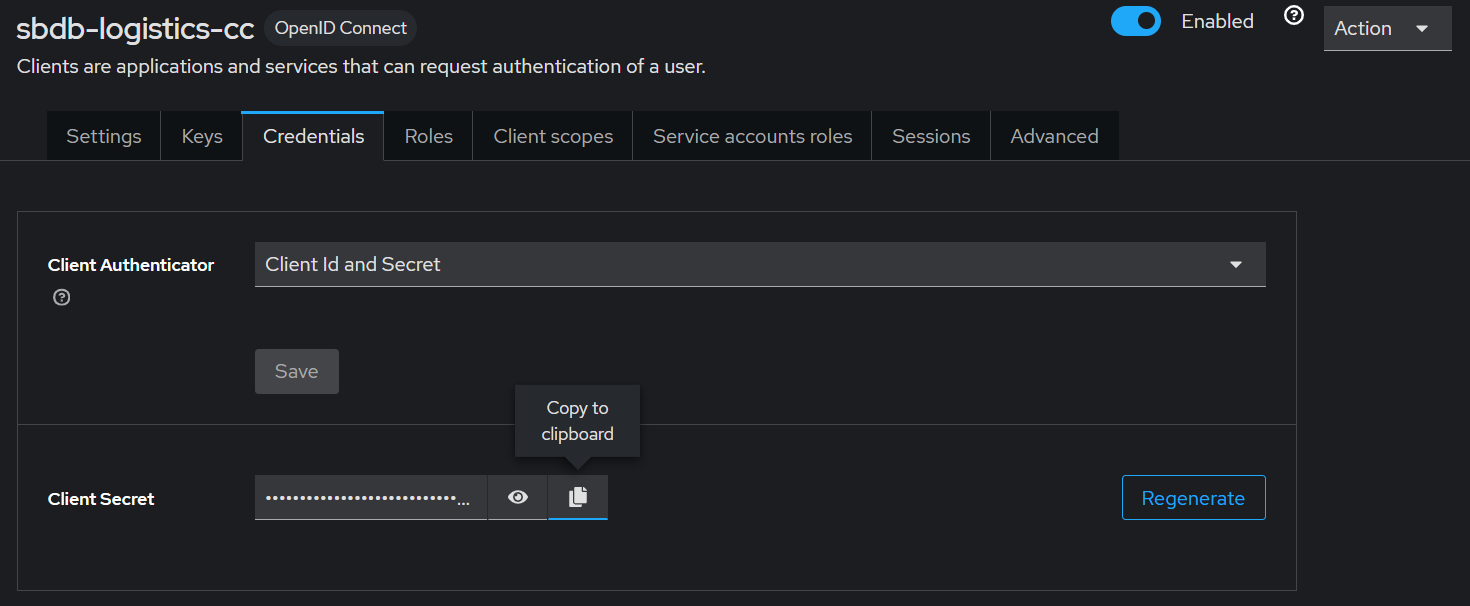 sbdb-logistics-cc OpenID Connect Enabled Action
Clients are applications and services that can request authentication of a user.
Settings Keys Credentials Roles Client scopes Service accounts roles Sessions Advanced
Client Authenticator Client Id and Secret
Save
Copy to
clipboard
Client Secret ••••••••••••••••••••••••••••... Regenerate